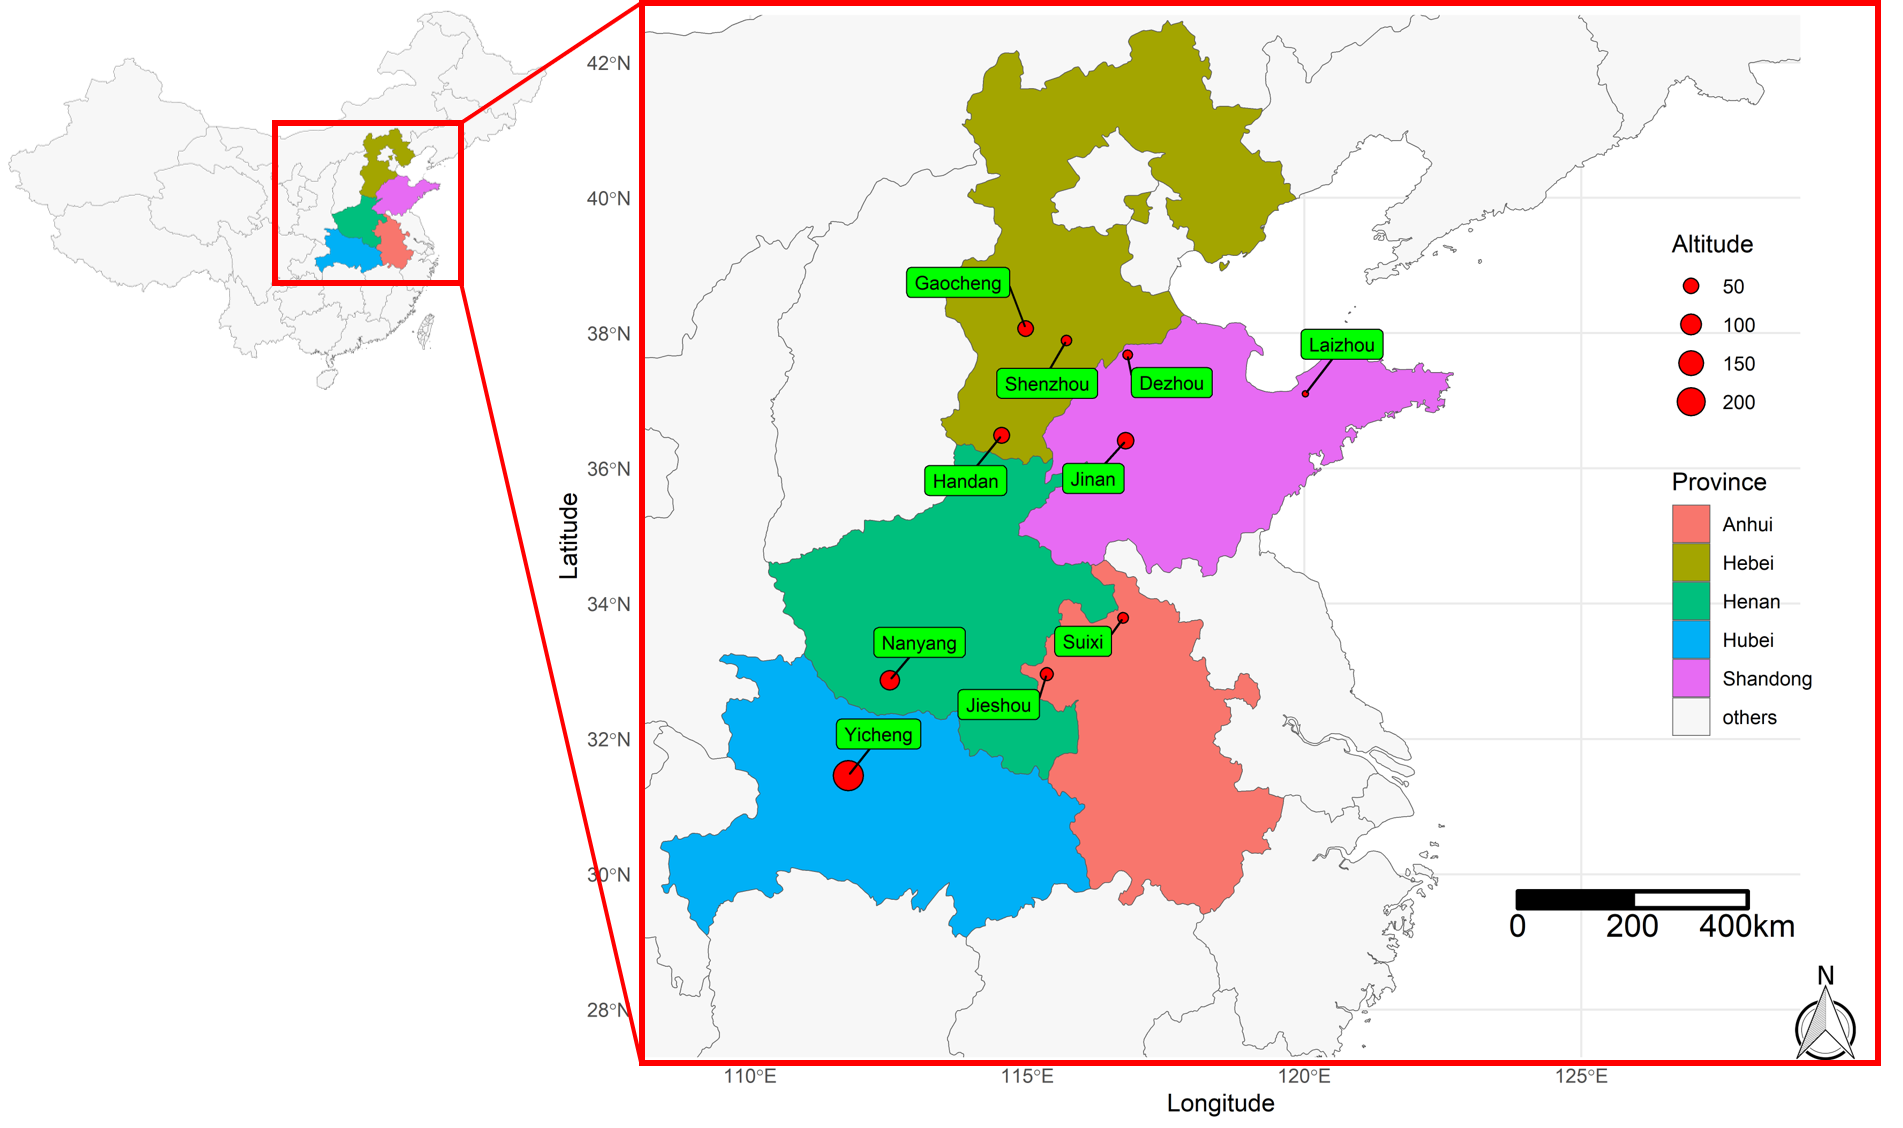 42°N
40°N
38°N
36°N
34°N
32°N
30°N
28°N
Latitude
110°E
115°E
120°E
125°E
Longitude
Gaocheng
Shenzhou
Dezhou
Laizhou
Handan
Jinan
Suixi
Nanyang
Jieshou
Yicheng
Altitude
50
100
150
200
Province
Anhui
Hebei
Henan
Hubei
Shandong
others
0 200 400km
N